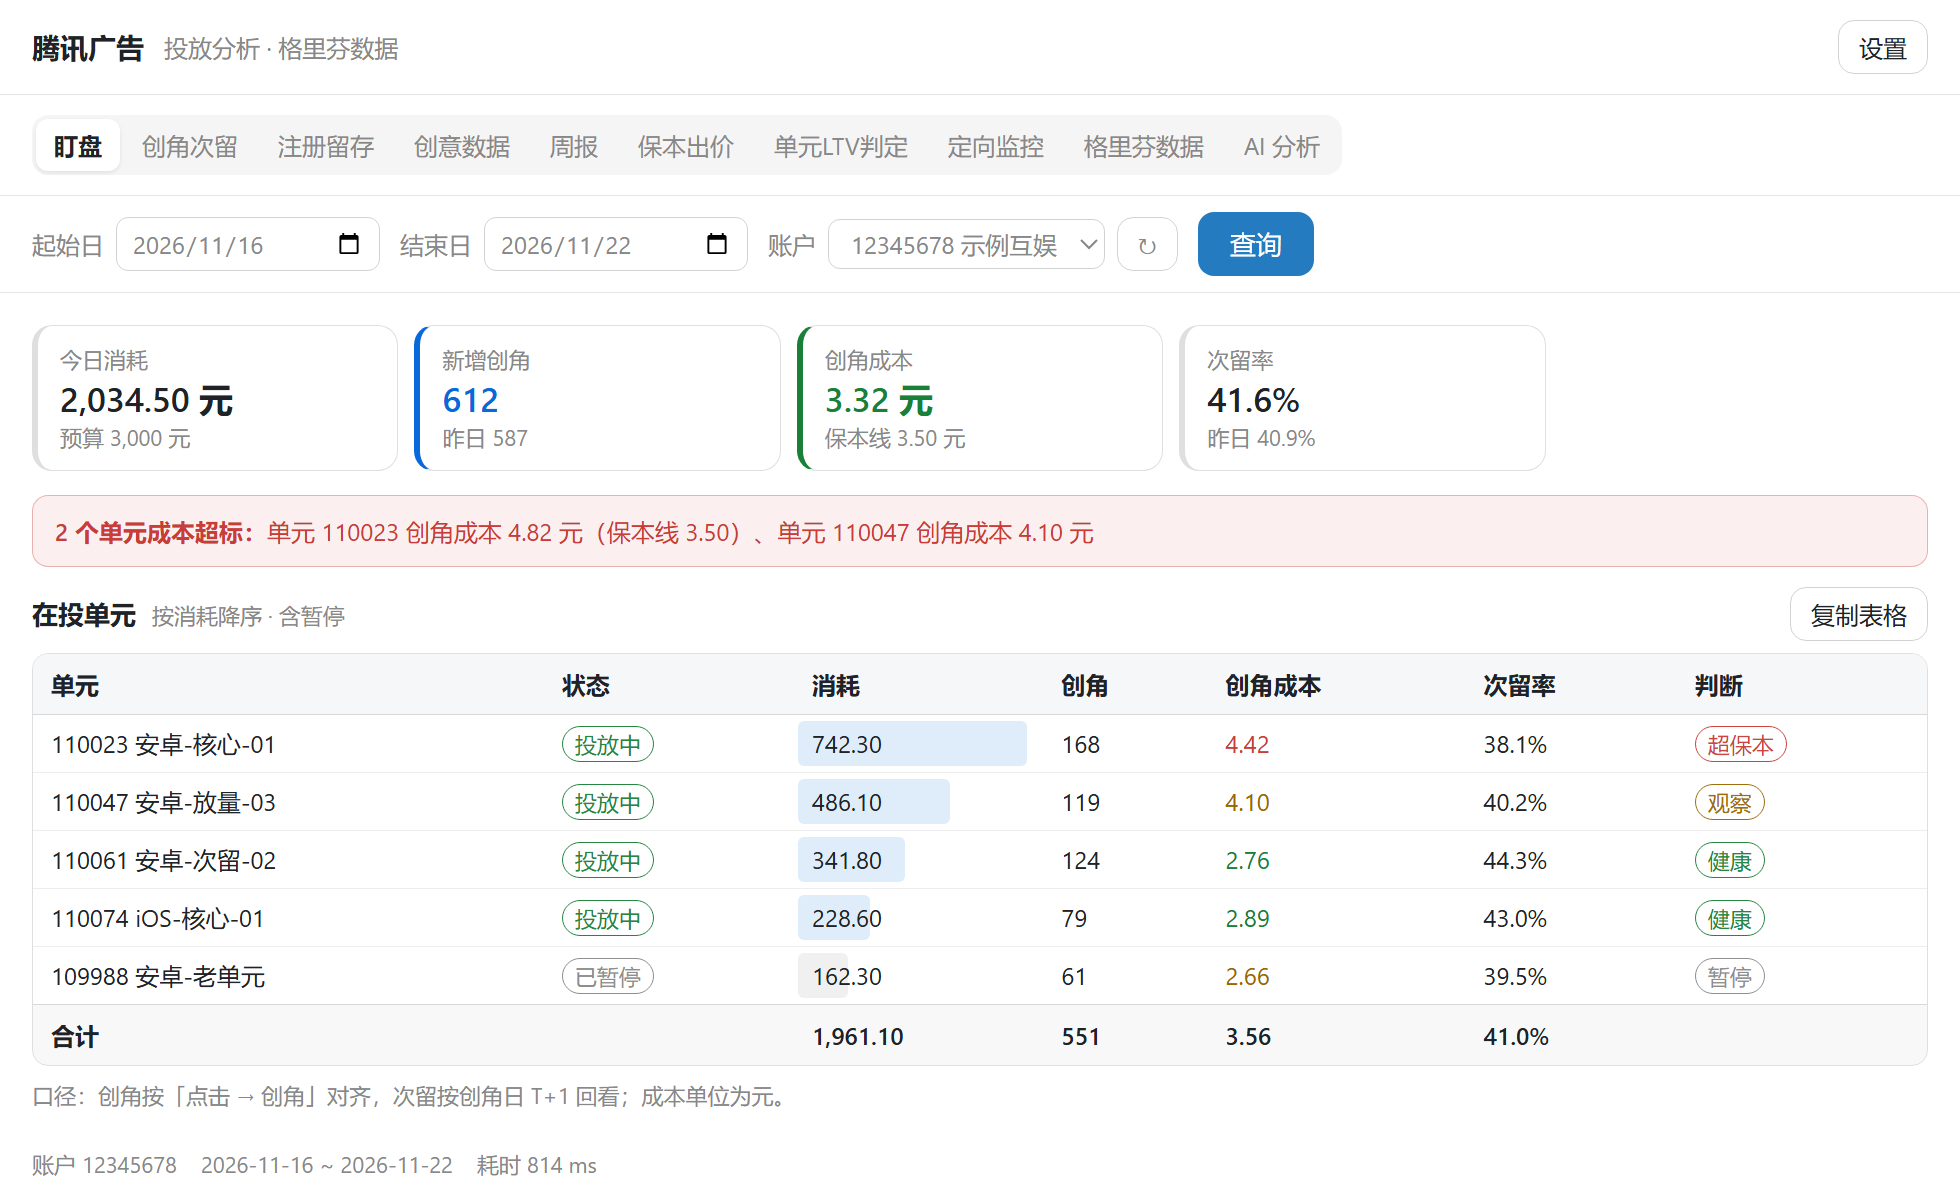 腾讯广告 投放分析 · 格里芬数据 设置
盯盘 创角次留 注册留存 创意数据 周报 保本出价 单元LTV判定 定向监控 格里芬数据 AI 分析
起始日 2026/11/16 结束日 2026/11/22 账户 12345678 示例互娱 ↻ 查询
今日消耗 新增创角 创角成本 次留率
2,034.50 元 612 3.32 元 41.6%
预算 3,000 元 昨日 587 保本线 3.50 元 昨日 40.9%
2 个单元成本超标：单元 110023 创角成本 4.82 元（保本线 3.50）、单元 110047 创角成本 4.10 元
在投单元 按消耗降序 · 含暂停 复制表格
单元 状态 消耗 创角 创角成本 次留率 判断
110023 安卓-核心-01 投放中 742.30 168 4.42 38.1% 超保本
110047 安卓-放量-03 投放中 486.10 119 4.10 40.2% 观察
110061 安卓-次留-02 投放中 341.80 124 2.76 44.3% 健康
110074 iOS-核心-01 投放中 228.60 79 2.89 43.0% 健康
109988 安卓-老单元 已暂停 162.30 61 2.66 39.5% 暂停
合计 1,961.10 551 3.56 41.0%
口径：创角按「点击 → 创角」对齐，次留按创角日 T+1 回看；成本单位为元。
账户 12345678 2026-11-16 ~ 2026-11-22 耗时 814 ms